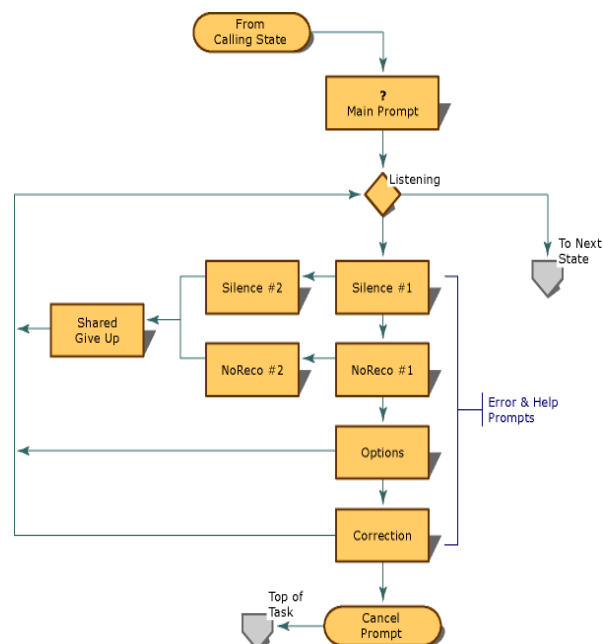 From
Calling State
?
Main Prompt
Listening
To Next
State
Silence #2
Silence #1
Shared
Give Up
NoReco #2
NoReco #1
Error & Help
Prompts
Options
Correction
Top of
Task
Cancel
Prompt